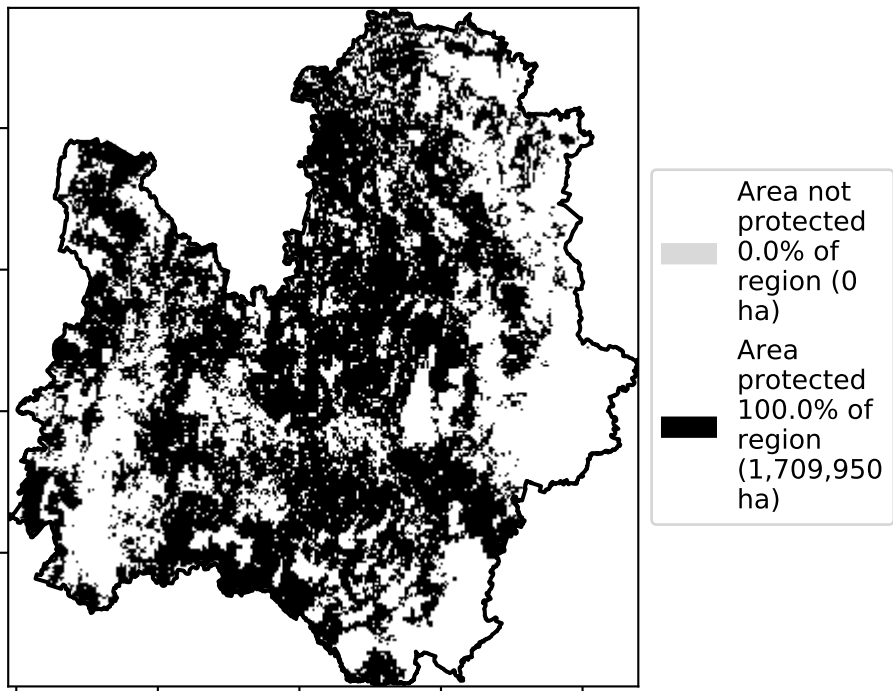 Area not
protected
0.0% of
region (0
ha)
Area
protected
100.0% of
region
(1,709,950
ha)